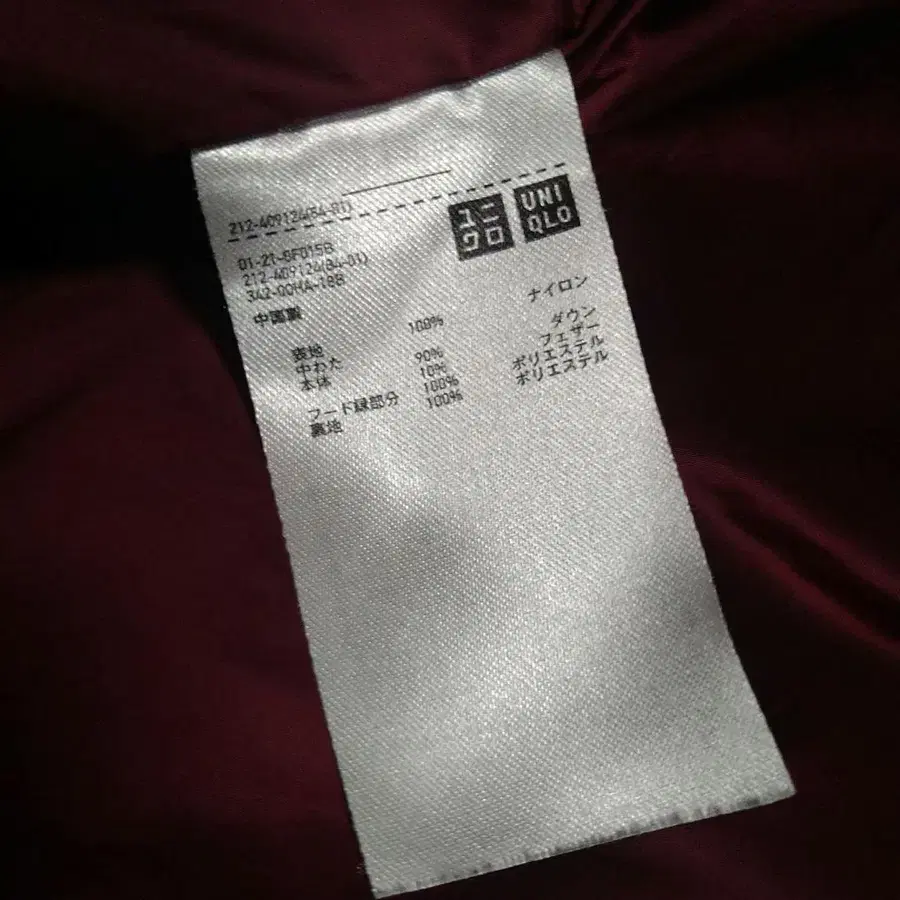 212-409124(84-01)
ユニクロ
UNIQLO
01-21-SF015B
212-409124(84-01)
342-00HA-18B
中国製
表地 100% ナイロン
中わた
本体 90% ダウン
10% フェザー
フード縁部分 100% ポリエステル
裏地 100% ポリエステル